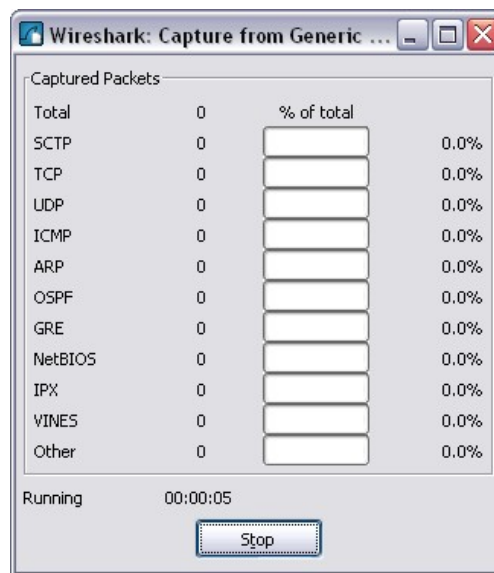 Wireshark: Capture from Generic ...
Captured Packets
Total 0 % of total
SCTP 0 0.0%
TCP 0 0.0%
UDP 0 0.0%
ICMP 0 0.0%
ARP 0 0.0%
OSPF 0 0.0%
GRE 0 0.0%
NetBIOS 0 0.0%
IPX 0 0.0%
VINES 0 0.0%
Other 0 0.0%
Running 00:00:05
Stop